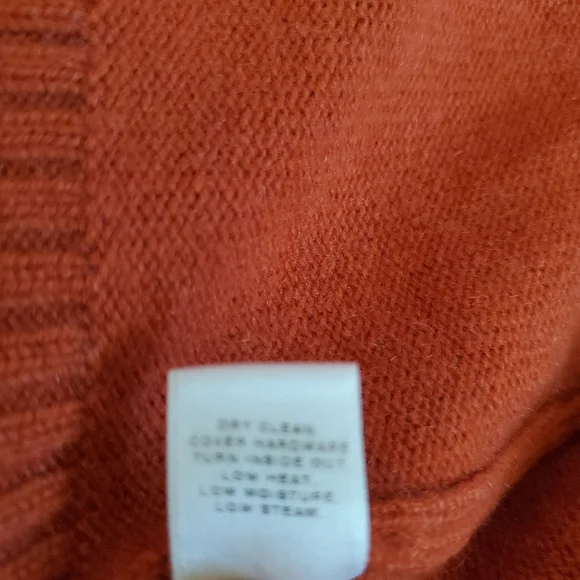 DRY CLEAN.
COVER HARDWARE
TURN INSIDE OUT
LOW HEAT.
LOW MOISTURE.
LOW STEAM.